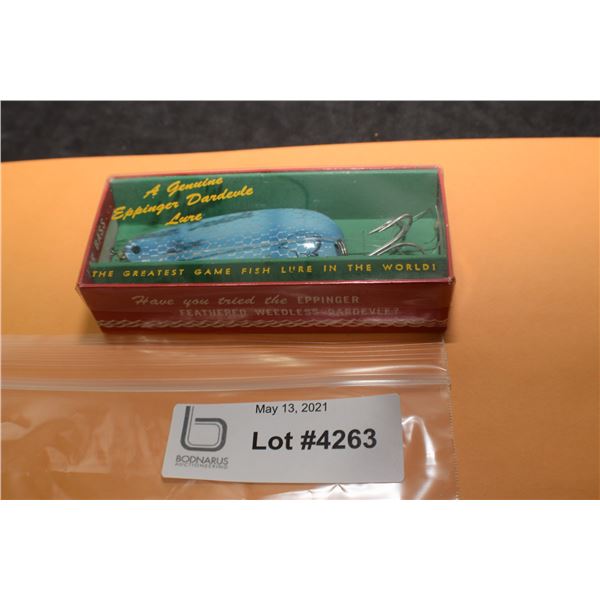 A Genuine
Eppinger Dardevle
Lure
THE GREATEST GAME FISH LURE IN THE WORLD!
Have you tried the EPPINGER
FEATHERED WEEDLESS DARDEVLE?
May 13, 2021
Lot #4263
b
BODNARUS
AUCTIONEERING